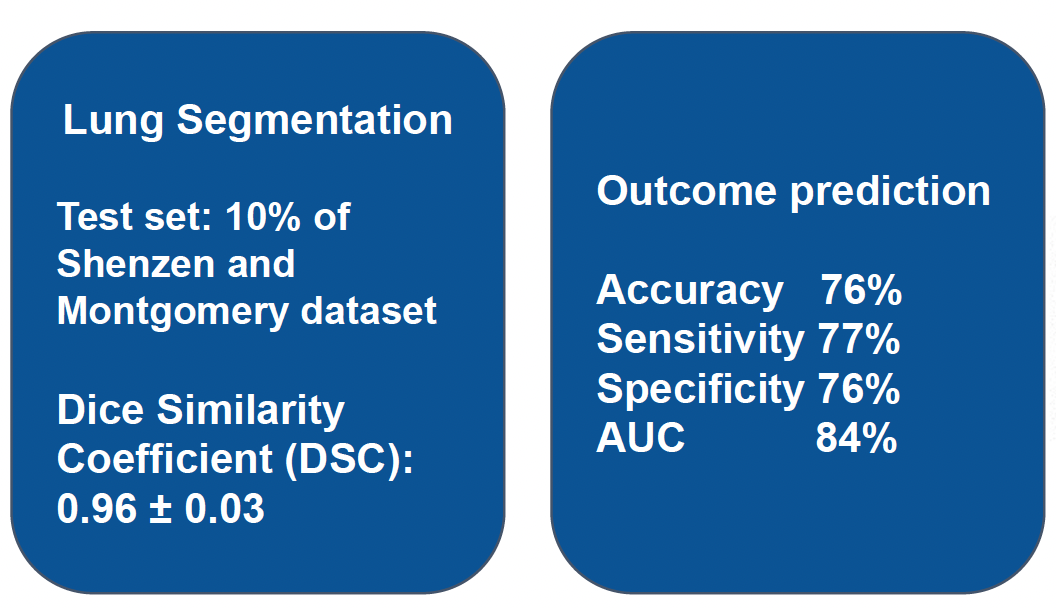 Lung Segmentation
Test set: 10% of
Shenzen and
Montgomery dataset
Dice Similarity
Coefficient (DSC):
0.96 ± 0.03
Outcome prediction
Accuracy 76%
Sensitivity 77%
Specificity 76%
AUC 84%